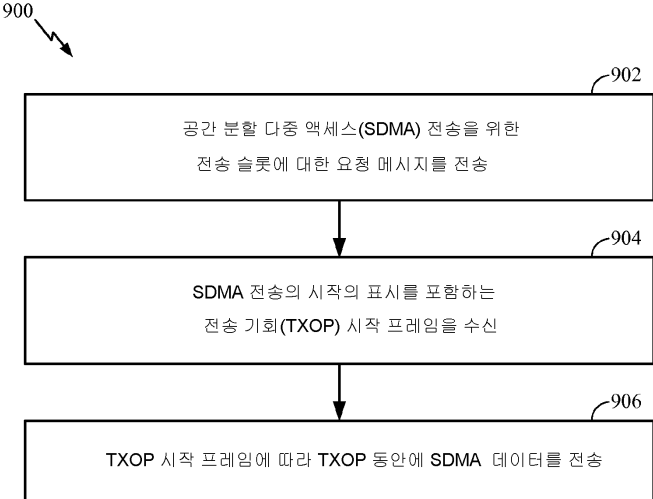 900
902
공간 분할 다중 액세스(SDMA) 전송을 위한
전송 슬롯에 대한 요청 메시지를 전송
904
SDMA 전송의 시작의 표시를 포함하는
전송 기회(TXOP) 시작 프레임을 수신
906
TXOP 시작 프레임에 따라 TXOP 동안에 SDMA 데이터를 전송